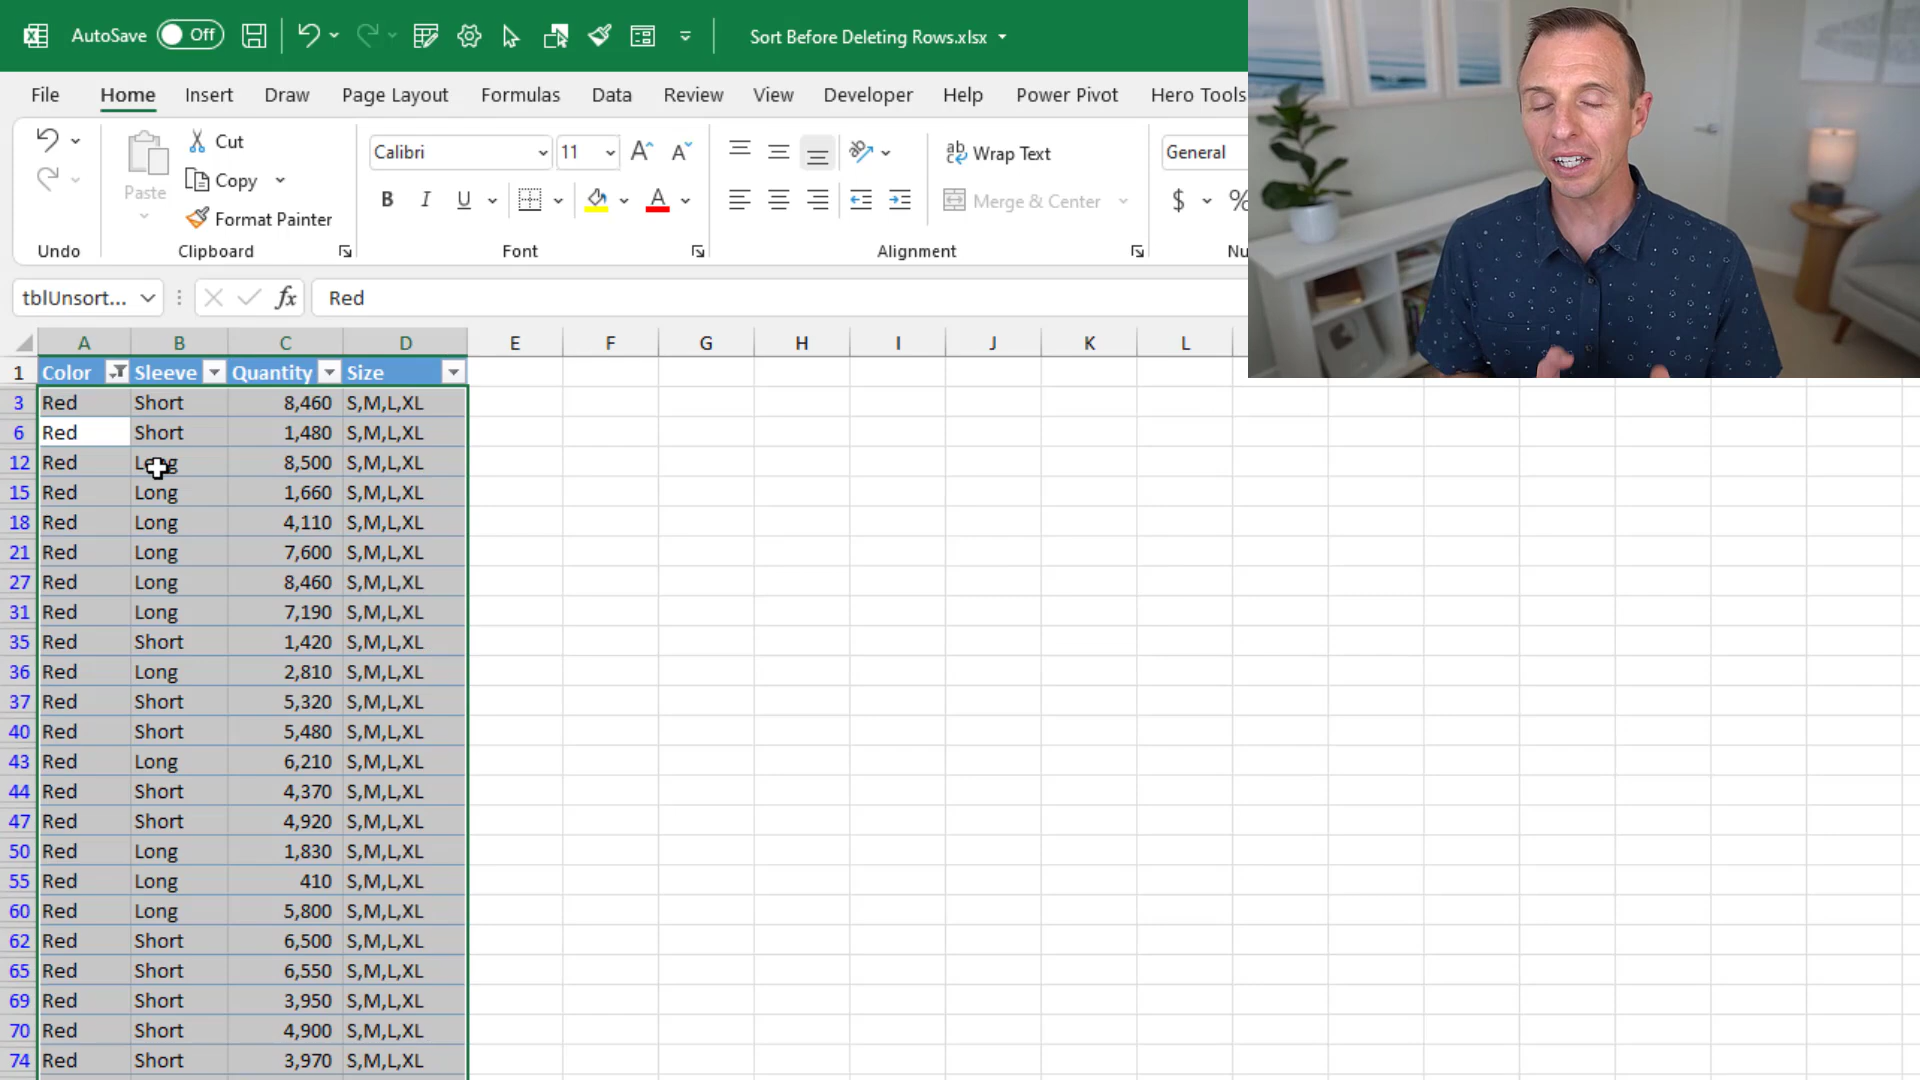 AutoSave Off Sort Before Deleting Rows.xlsx
File Home Insert Draw Page Layout Formulas Data Review View Developer Help Power Pivot Hero Tools
Cut
Copy
Format Painter
Paste
Undo Clipboard
Calibri 11
B I U A
Font
Wrap Text
Merge & Center
Alignment
General
$ %
Nu
tblUnsort... fx Red
A B C D E F G H I J K L
1 Color Sleeve Quantity Size
3 Red Short 8,460 S,M,L,XL
6 Red Short 1,480 S,M,L,XL
12 Red Long 8,500 S,M,L,XL
15 Red Long 1,660 S,M,L,XL
18 Red Long 4,110 S,M,L,XL
21 Red Long 7,600 S,M,L,XL
27 Red Long 8,460 S,M,L,XL
31 Red Long 7,190 S,M,L,XL
35 Red Short 1,420 S,M,L,XL
36 Red Long 2,810 S,M,L,XL
37 Red Short 5,320 S,M,L,XL
40 Red Short 5,480 S,M,L,XL
43 Red Long 6,210 S,M,L,XL
44 Red Short 4,370 S,M,L,XL
47 Red Short 4,920 S,M,L,XL
50 Red Long 1,830 S,M,L,XL
55 Red Long 410 S,M,L,XL
60 Red Long 5,800 S,M,L,XL
62 Red Short 6,500 S,M,L,XL
65 Red Short 6,550 S,M,L,XL
69 Red Short 3,950 S,M,L,XL
70 Red Short 4,900 S,M,L,XL
74 Red Short 3,970 S,M,L,XL